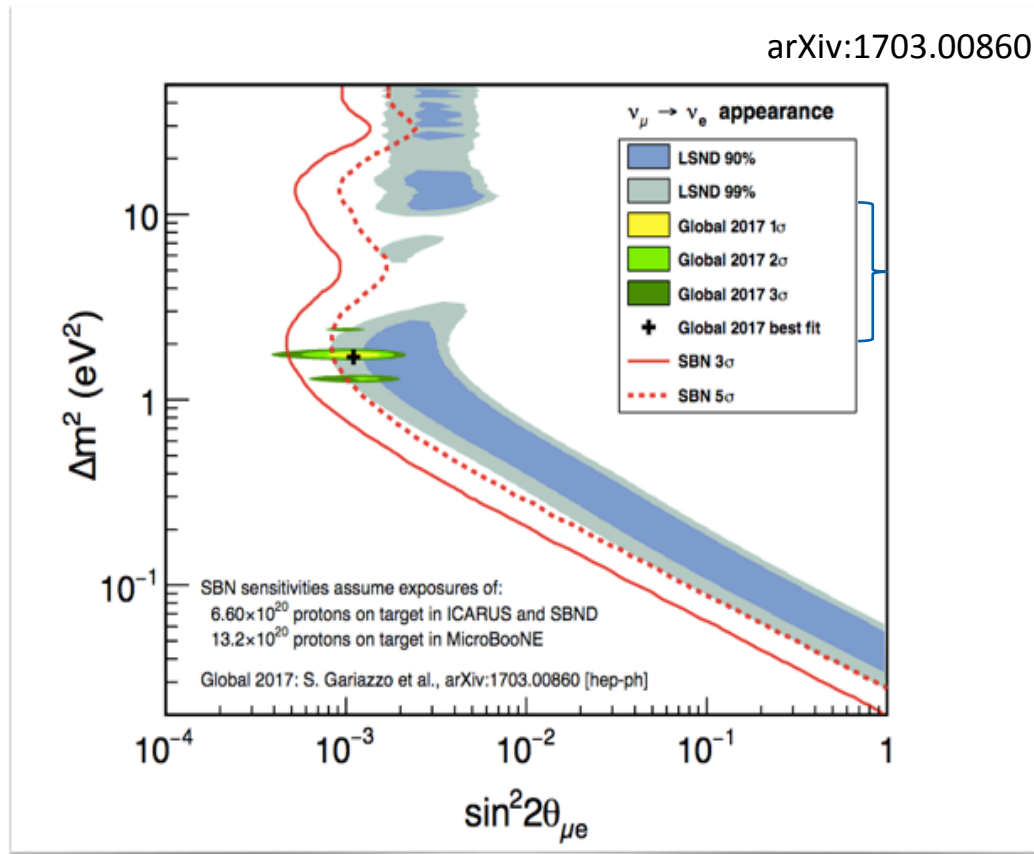 arXiv:1703.00860
ν_μ → ν_e appearance
LSND 90%
LSND 99%
Global 2017 1σ
Global 2017 2σ
Global 2017 3σ
Global 2017 best fit
SBN 3σ
SBN 5σ
10
1
10⁻¹
Δm² (eV²)
SBN sensitivities assume exposures of:
6.60×10²⁰ protons on target in ICARUS and SBND
13.2×10²⁰ protons on target in MicroBooNE
Global 2017: S. Gariazzo et al., arXiv:1703.00860 [hep-ph]
10⁻⁴ 10⁻³ 10⁻² 10⁻¹ 1
sin²2θ_μe